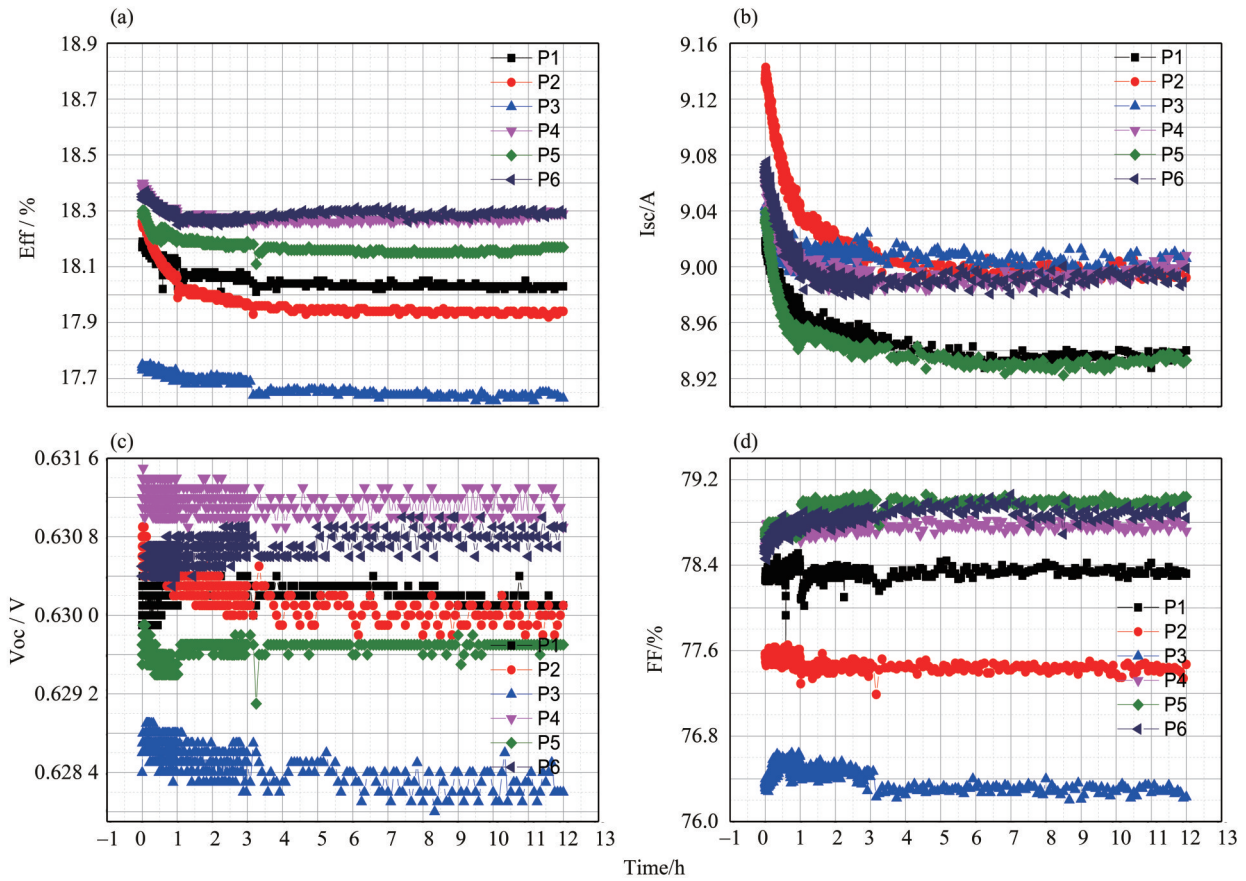 (a)
18.9
18.7
18.5
18.3
18.1
17.9
17.7
Eff / %
P1
P2
P3
P4
P5
P6
(b)
9.16
9.12
9.08
9.04
9.00
8.96
8.92
Isc/A
P1
P2
P3
P4
P5
P6
(c)
0.631 6
0.630 8
0.630 0
0.629 2
0.628 4
Voc / V
P1
P2
P3
P4
P5
P6
−1 0 1 2 3 4 5 6 7 8 9 10 11 12 13
(d)
79.2
78.4
77.6
76.8
76.0
FF/%
P1
P2
P3
P4
P5
P6
−1 0 1 2 3 4 5 6 7 8 9 10 11 12 13
Time/h